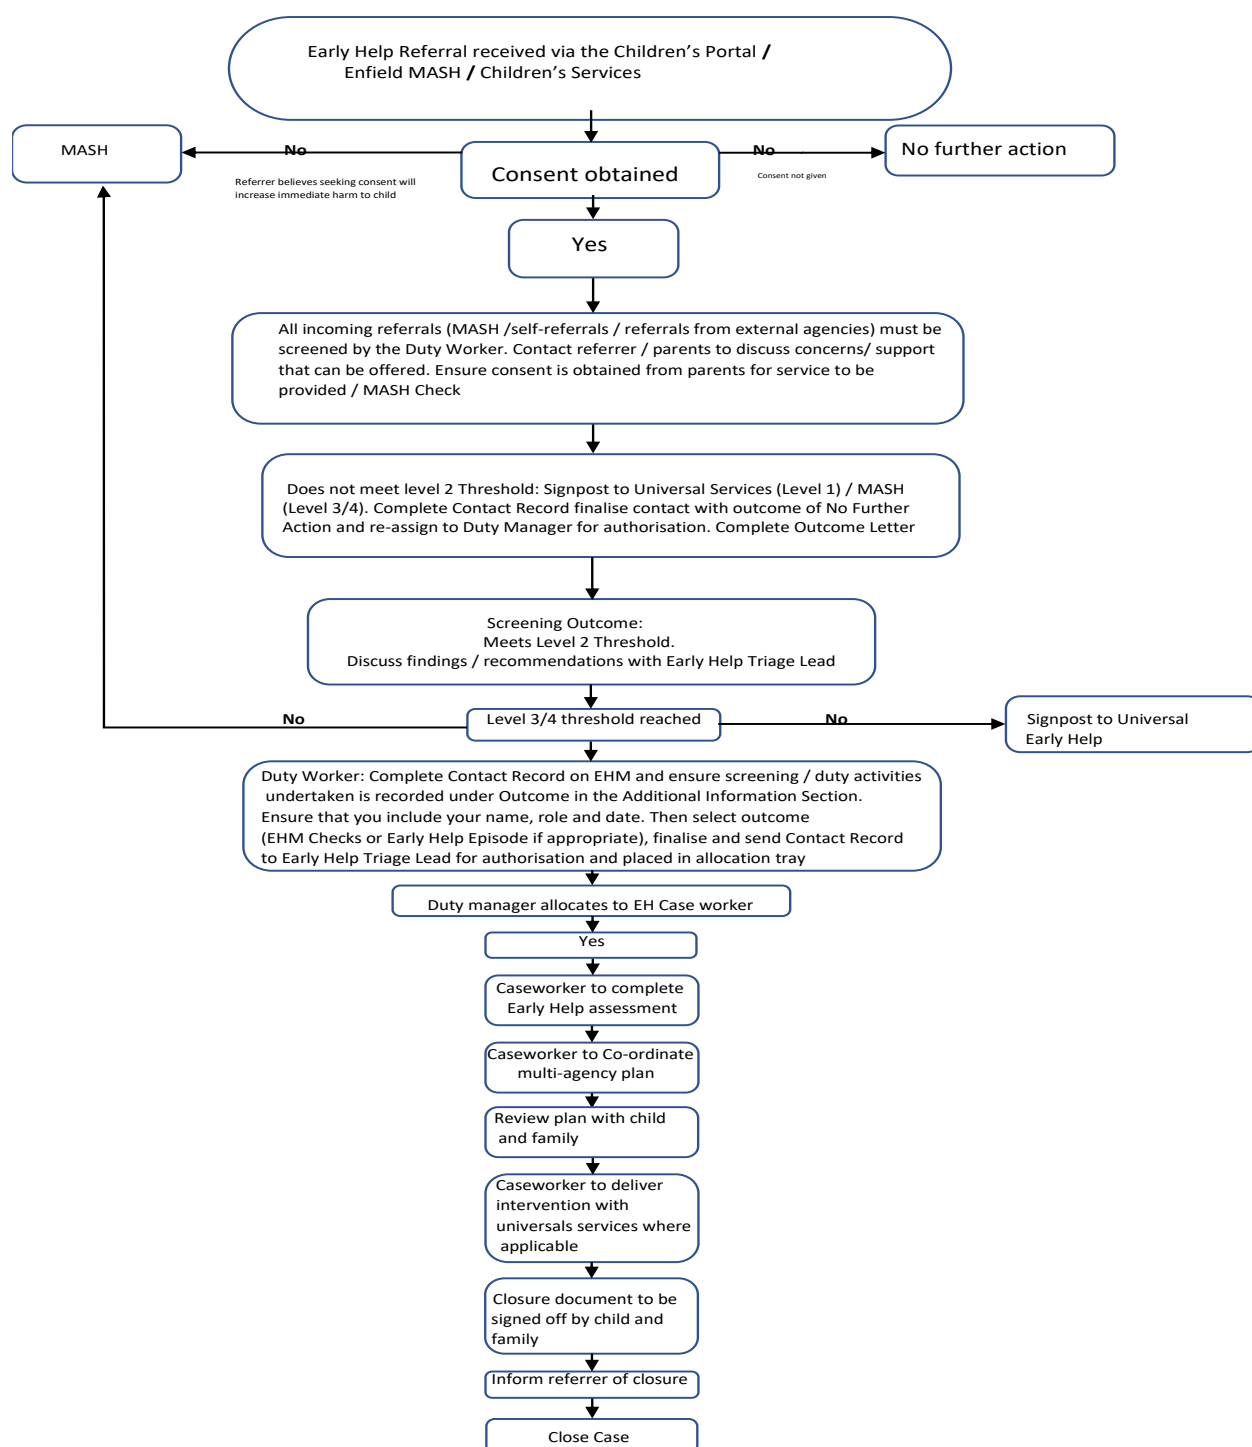 Early Help Referral received via the Children’s Portal /
Enfield MASH / Children’s Services
MASH
No
No
No further action
Consent obtained
Referrer believes seeking consent will
increase immediate harm to child
Consent not given
Yes
All incoming referrals (MASH /self-referrals / referrals from external agencies) must be
screened by the Duty Worker. Contact referrer / parents to discuss concerns/ support
that can be offered. Ensure consent is obtained from parents for service to be
provided / MASH Check
Does not meet level 2 Threshold: Signpost to Universal Services (Level 1) / MASH
(Level 3/4). Complete Contact Record finalise contact with outcome of No Further
Action and re-assign to Duty Manager for authorisation. Complete Outcome Letter
Screening Outcome:
Meets Level 2 Threshold.
Discuss findings / recommendations with Early Help Triage Lead
No
Level 3/4 threshold reached
No
Signpost to Universal
Early Help
Duty Worker: Complete Contact Record on EHM and ensure screening / duty activities
undertaken is recorded under Outcome in the Additional Information Section.
Ensure that you include your name, role and date. Then select outcome
(EHM Checks or Early Help Episode if appropriate), finalise and send Contact Record
to Early Help Triage Lead for authorisation and placed in allocation tray
Duty manager allocates to EH Case worker
Yes
Caseworker to complete
Early Help assessment
Caseworker to Co-ordinate
multi-agency plan
Review plan with child
and family
Caseworker to deliver
intervention with
universals services where
applicable
Closure document to be
signed off by child and
family
Inform referrer of closure
Close Case